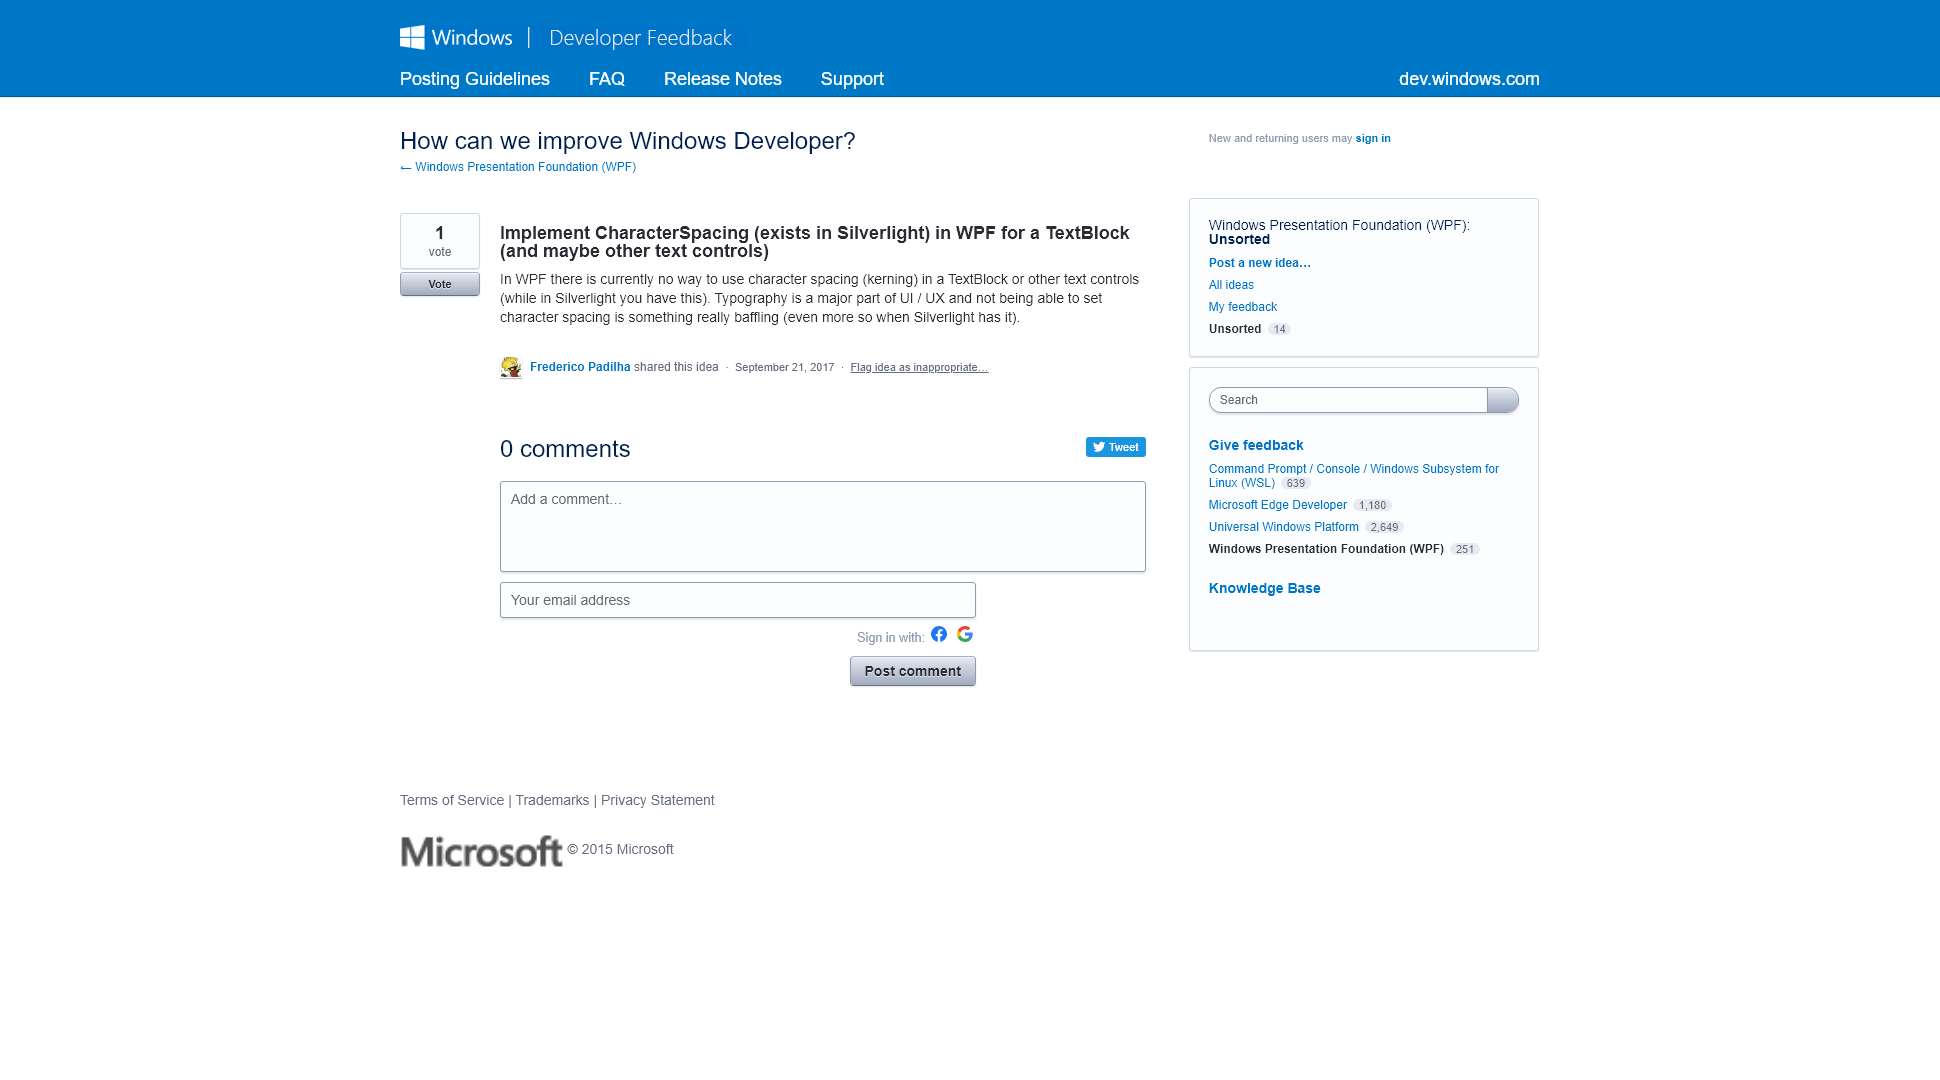 Windows | Developer Feedback
Posting Guidelines FAQ Release Notes Support dev.windows.com
How can we improve Windows Developer?
← Windows Presentation Foundation (WPF)
New and returning users may sign in
1
vote
Vote
Implement CharacterSpacing (exists in Silverlight) in WPF for a TextBlock
(and maybe other text controls)
In WPF there is currently no way to use character spacing (kerning) in a TextBlock or other text controls
(while in Silverlight you have this). Typography is a major part of UI / UX and not being able to set
character spacing is something really baffling (even more so when Silverlight has it).
Frederico Padilha shared this idea · September 21, 2017 · Flag idea as inappropriate…
0 comments
Tweet
Add a comment…
Your email address
Sign in with:
Post comment
Windows Presentation Foundation (WPF):
Unsorted
Post a new idea…
All ideas
My feedback
Unsorted 14
Search
Give feedback
Command Prompt / Console / Windows Subsystem for
Linux (WSL) 639
Microsoft Edge Developer 1,180
Universal Windows Platform 2,649
Windows Presentation Foundation (WPF) 251
Knowledge Base
Terms of Service | Trademarks | Privacy Statement
Microsoft © 2015 Microsoft